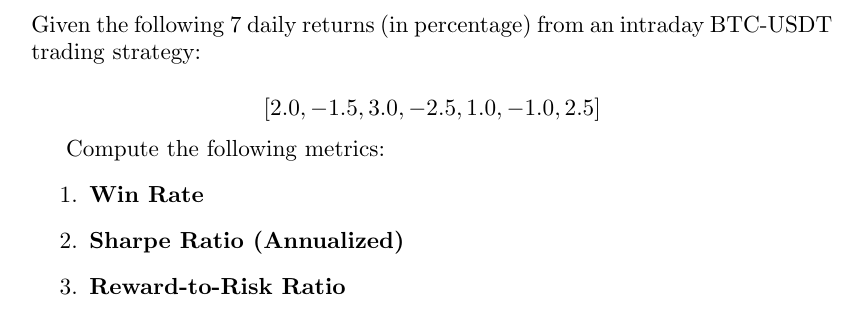 Given the following 7 daily returns (in percentage) from an intraday BTC-USDT
trading strategy:
[2.0, −1.5, 3.0, −2.5, 1.0, −1.0, 2.5]
Compute the following metrics:
1. Win Rate
2. Sharpe Ratio (Annualized)
3. Reward-to-Risk Ratio